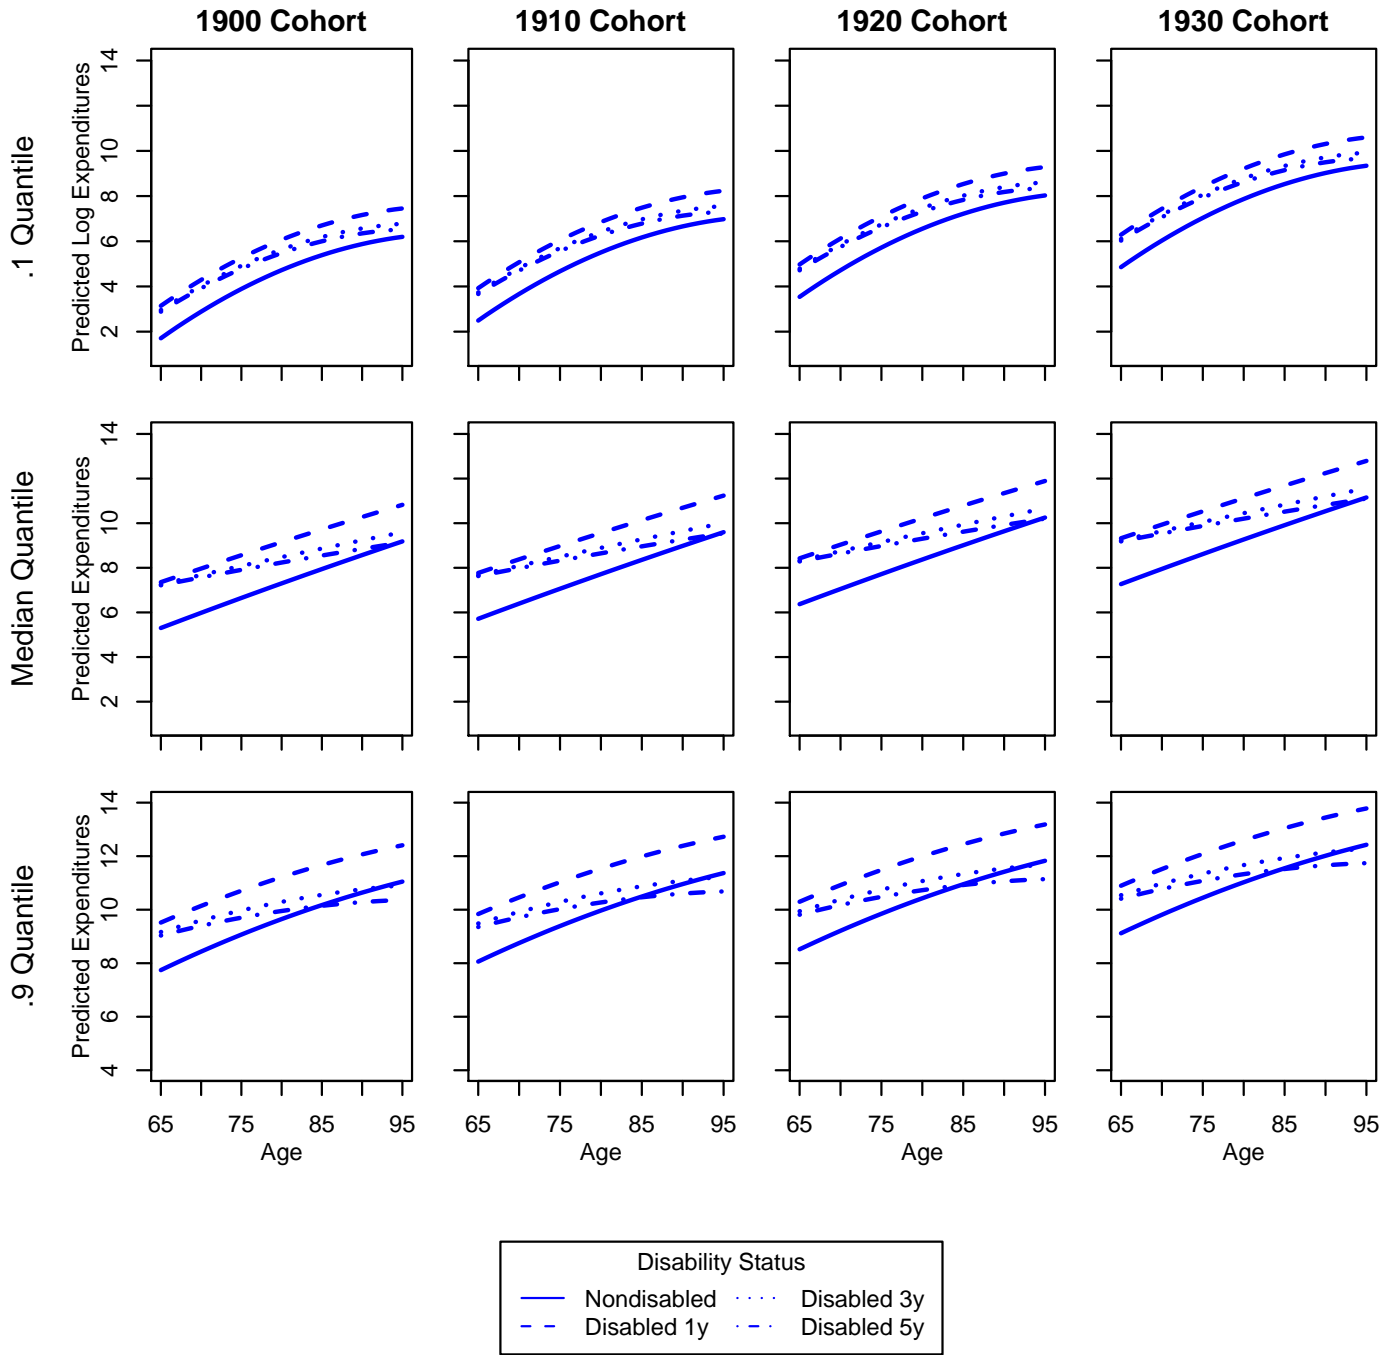 1900 Cohort 1910 Cohort 1920 Cohort 1930 Cohort
.1 Quantile
Predicted Log Expenditures
14
10
8
6
4
2
Median Quantile
Predicted Expenditures
14
10
8
6
4
2
.9 Quantile
Predicted Expenditures
14
12
10
8
6
4
65 75 85 95 65 75 85 95 65 75 85 95 65 75 85 95
Age Age Age Age
Disability Status
Nondisabled Disabled 3y
Disabled 1y Disabled 5y